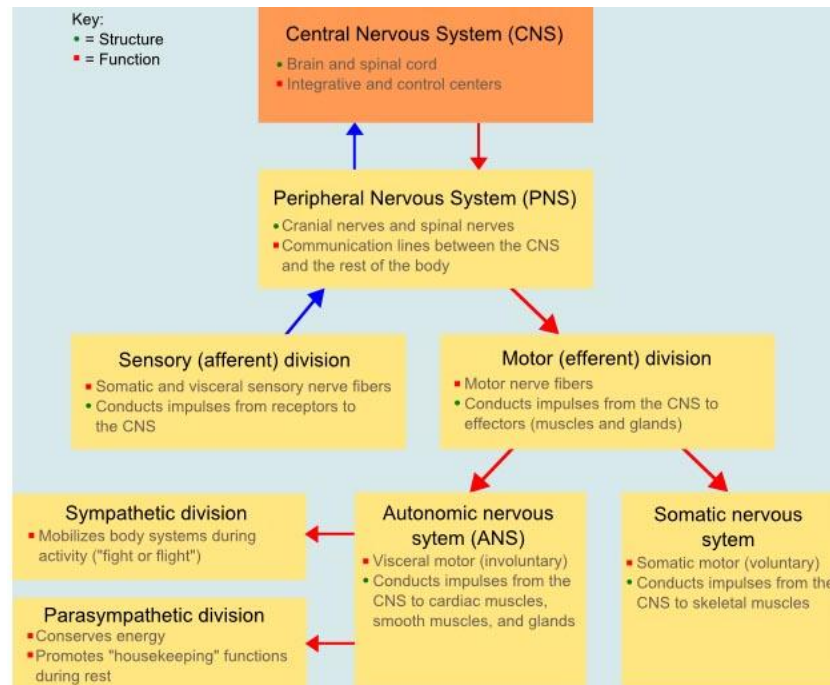 Key:
• = Structure
▪ = Function
Central Nervous System (CNS)
• Brain and spinal cord
▪ Integrative and control centers
Peripheral Nervous System (PNS)
• Cranial nerves and spinal nerves
▪ Communication lines between the CNS
and the rest of the body
Sensory (afferent) division
▪ Somatic and visceral sensory nerve fibers
• Conducts impulses from receptors to
the CNS
Motor (efferent) division
▪ Motor nerve fibers
• Conducts impulses from the CNS to
effectors (muscles and glands)
Sympathetic division
▪ Mobilizes body systems during
activity ("fight or flight")
Parasympathetic division
▪ Conserves energy
▪ Promotes "housekeeping" functions
during rest
Autonomic nervous
sytem (ANS)
▪ Visceral motor (involuntary)
• Conducts impulses from the
CNS to cardiac muscles,
smooth muscles, and glands
Somatic nervous
sytem
▪ Somatic motor (voluntary)
• Conducts impulses from the
CNS to skeletal muscles